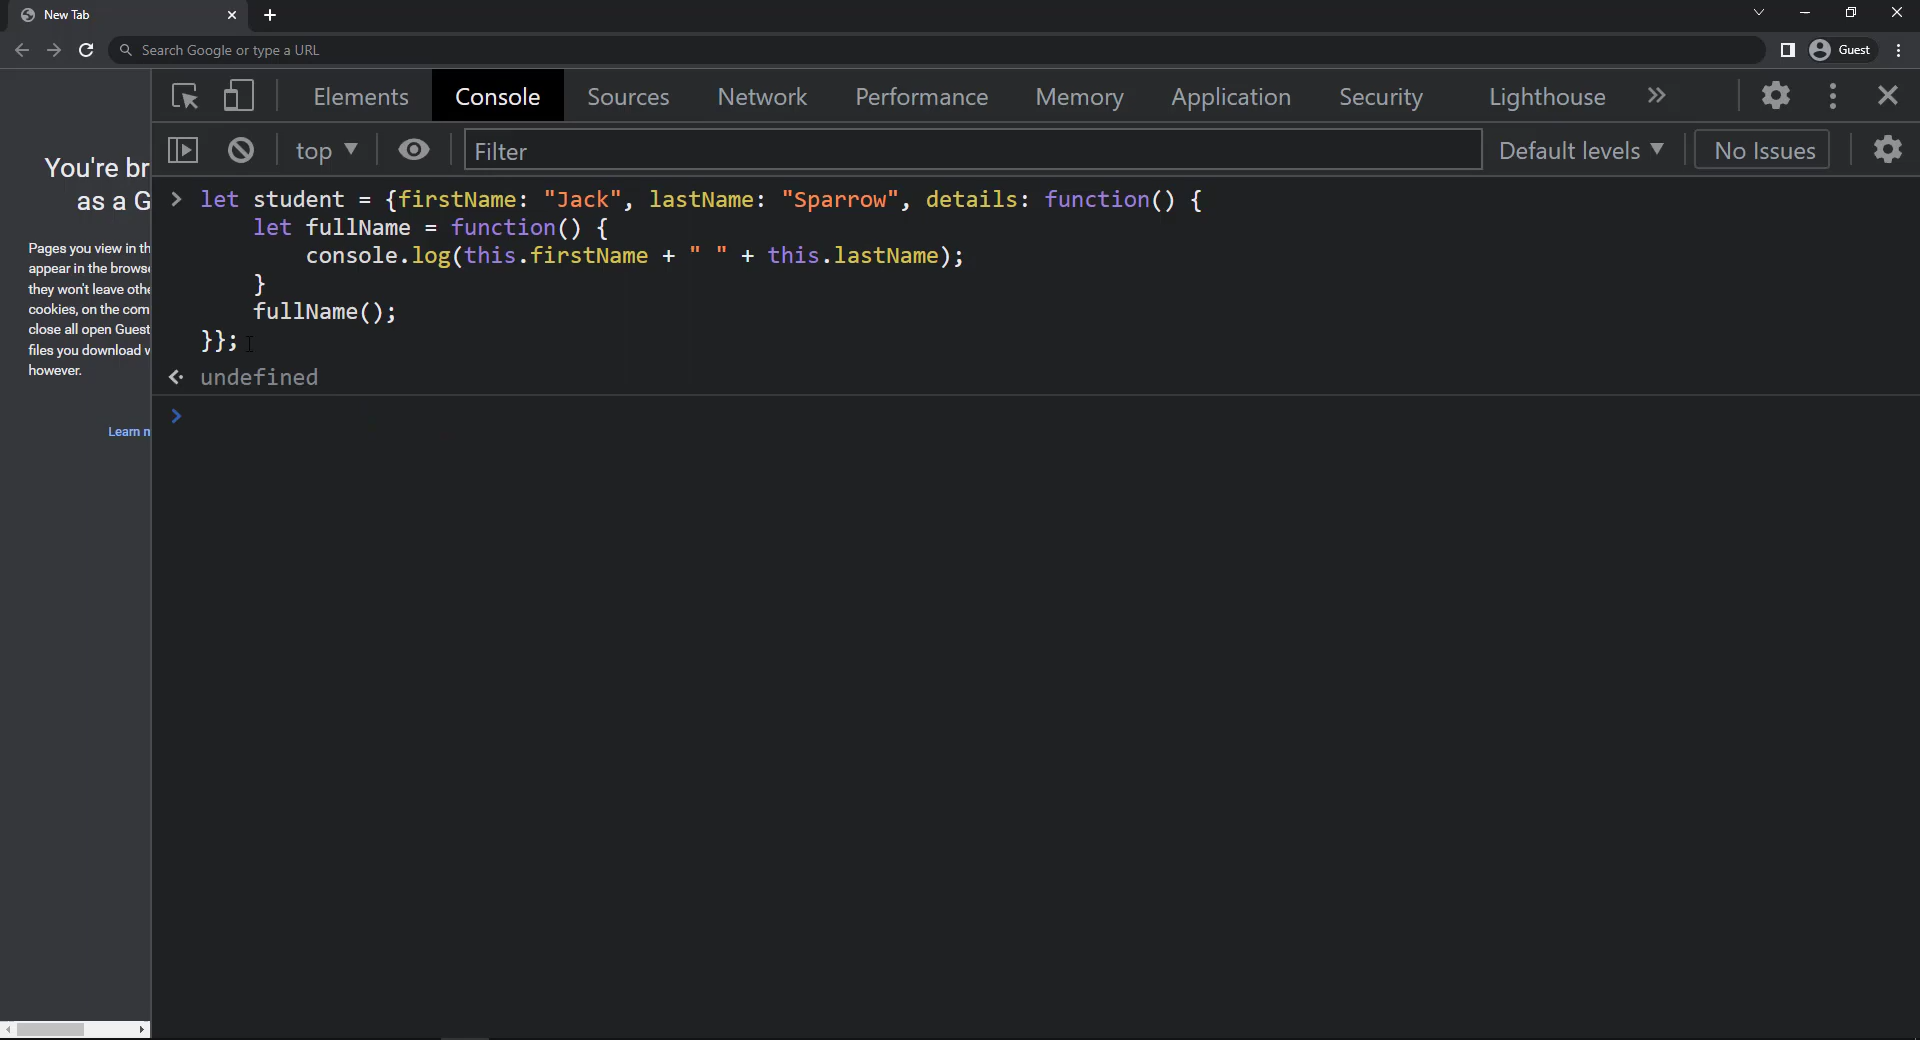 New Tab
Search Google or type a URL
Guest
Elements Console Sources Network Performance Memory Application Security Lighthouse
top Filter Default levels No Issues
You're br
as a G
Pages you view in th
appear in the browse
they won't leave othe
cookies, on the com
close all open Guest
files you download
however.
Learn
let student = {firstName: "Jack", lastName: "Sparrow", details: function() {
let fullName = function() {
console.log(this.firstName + " " + this.lastName);
}
fullName();
}};
undefined